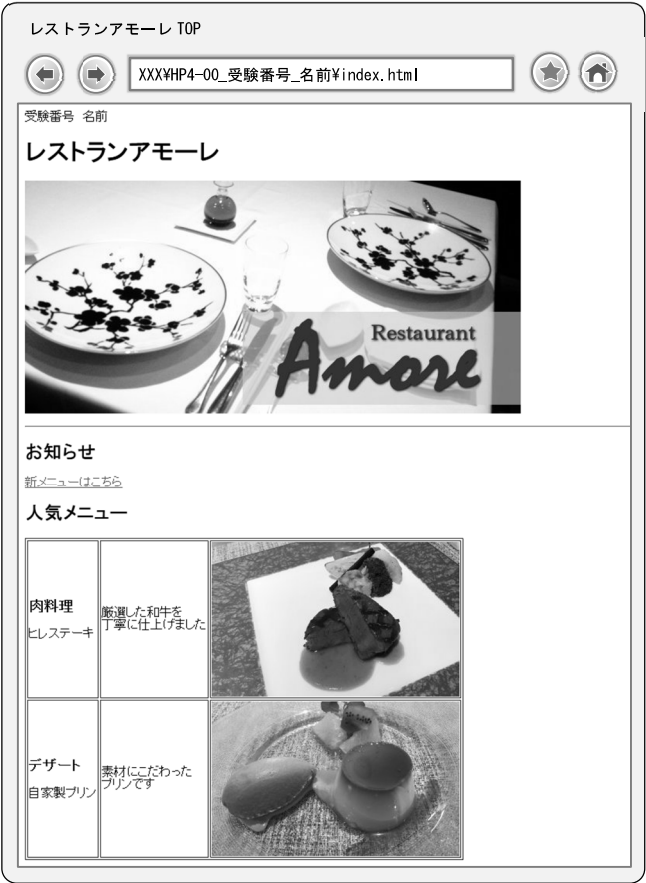 レストランアモーレ TOP
XXX¥HP4-00_受験番号_名前¥index.html
受験番号 名前
レストランアモーレ
Restaurant
Amore
お知らせ
新メニューはこちら
人気メニュー
肉料理
ヒレステーキ
厳選した和牛を
丁寧に仕上げました
デザート
自家製プリン
素材にこだわった
プリンです